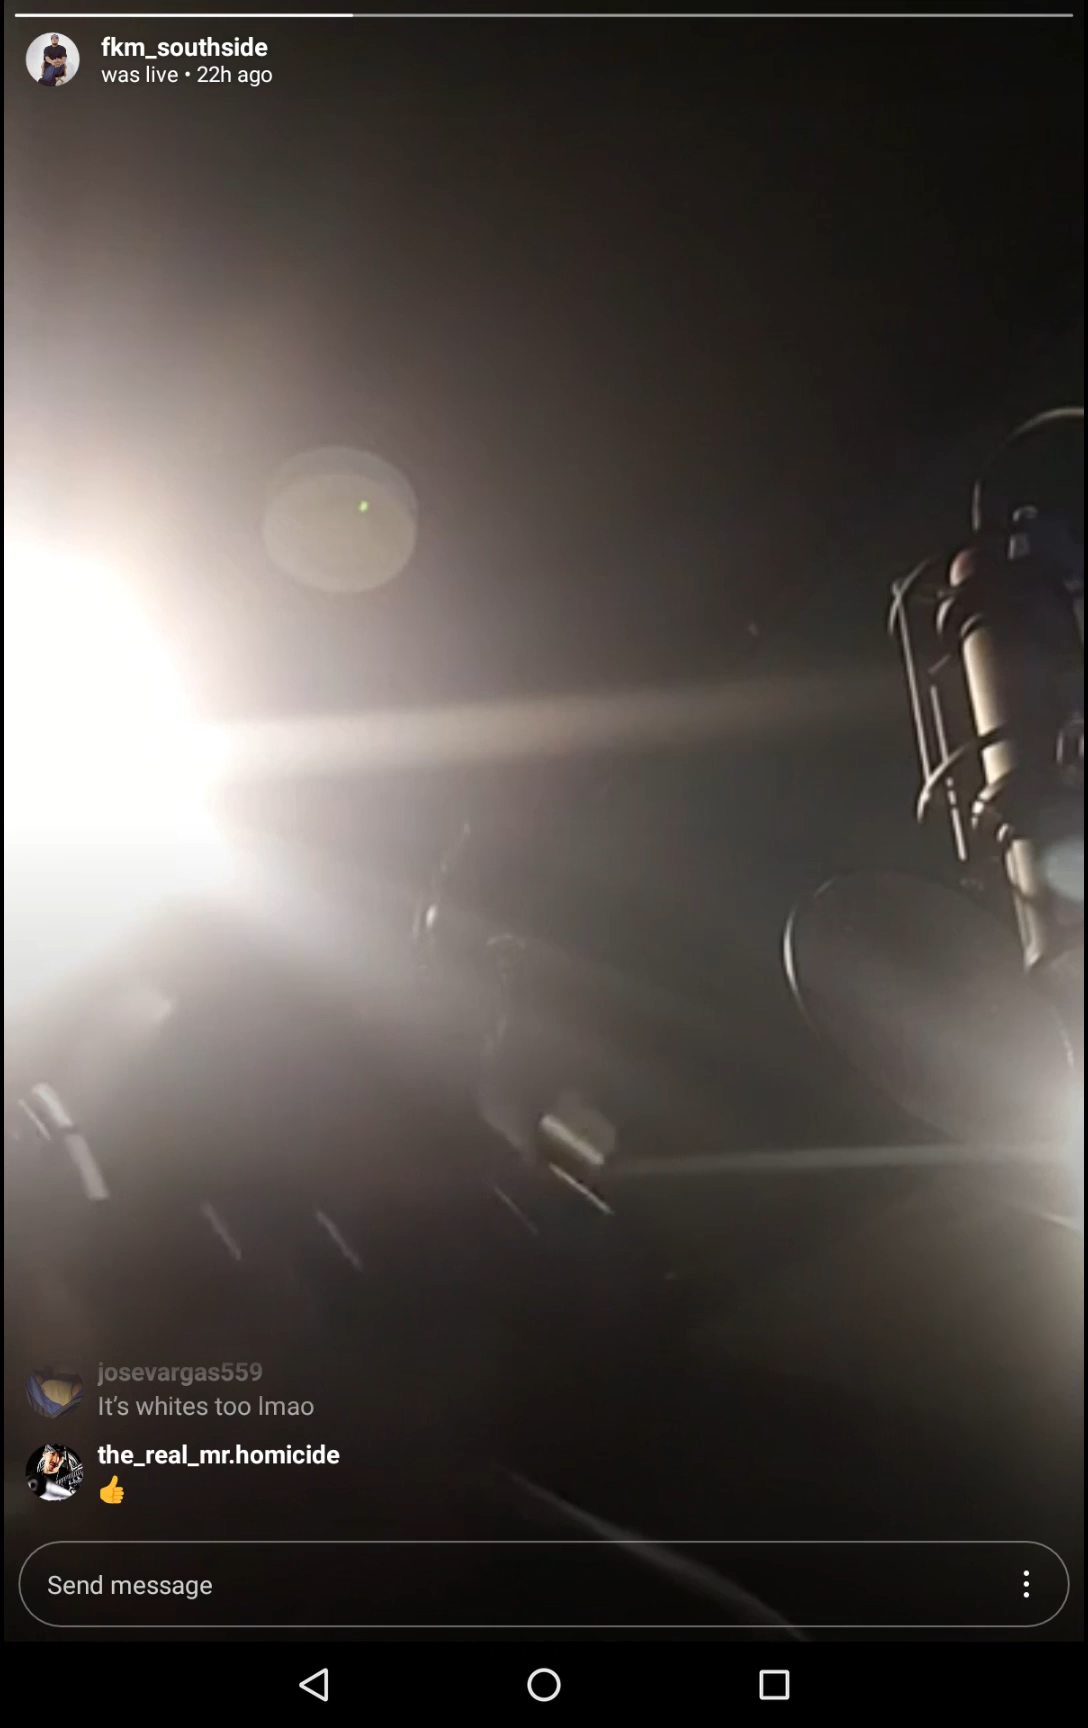 fkm_southside
was live • 22h ago
josevargas559
It's whites too lmao
the_real_mr.homicide
👍
Send message